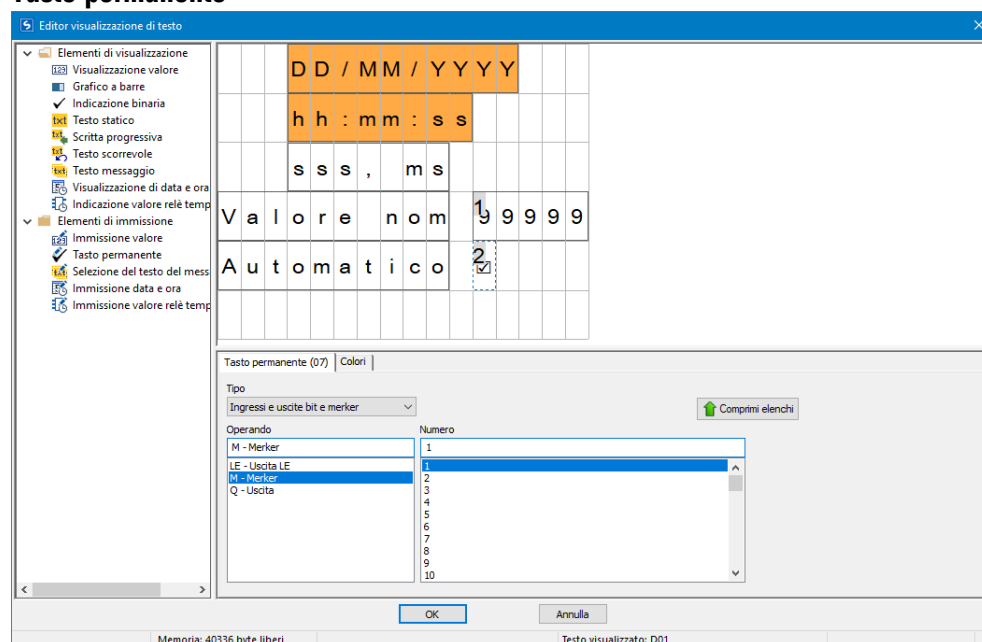 Editor visualizzazione di testo
Elementi di visualizzazione
Visualizzazione valore
Grafico a barre
Indicazione binaria
Testo statico
Scritta progressiva
Testo scorrevole
Testo messaggio
Visualizzazione di data e ora
Indicazione valore relè temp
Elementi di immissione
Immissione valore
Tasto permanente
Selezione del testo del mess
Immissione data e ora
Immissione valore relè temp
DD/MM/YYYY
hh:mm:ss
sss, ms
Valore nom 1 99999
Automatico 2
Tasto permanente (07) Colori
Tipo
Ingressi e uscite bit e merker
Comprimi elenchi
Operando Numero
M - Merker 1
LE - Uscita LE 1
M - Merker 2
Q - Uscita 3
4
5
6
7
8
9
10
OK Annulla
Memoria: 40336 byte liberi Testo visualizzato: D01